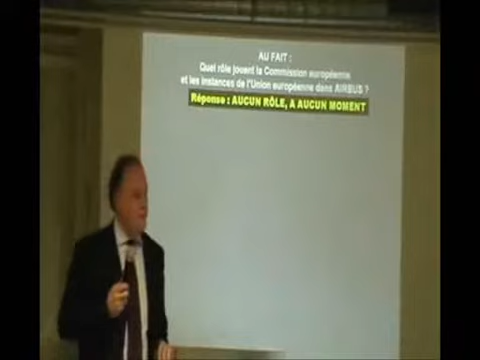 AU FAIT :
Quel rôle jouent la Commission européenne
et les instances de l'Union européenne dans AIRBUS ?
Réponse : AUCUN RÔLE, A AUCUN MOMENT